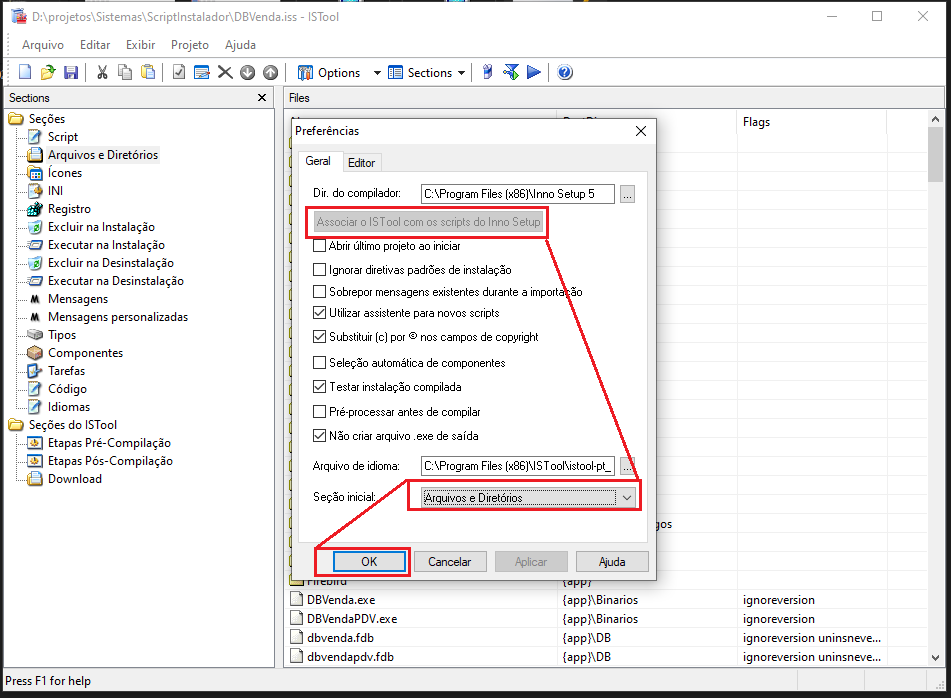 D:\projetos\Sistemas\ScriptInstalador\DBVenda.iss - ISTool
Arquivo Editar Exibir Projeto Ajuda
Options Sections
Sections
Seções
Script
Arquivos e Diretórios
Ícones
INI
Registro
Excluir na Instalação
Executar na Instalação
Excluir na Desinstalação
Executar na Desinstalação
Mensagens
Mensagens personalizadas
Tipos
Componentes
Tarefas
Código
Idiomas
Seções do ISTool
Etapas Pré-Compilação
Etapas Pós-Compilação
Download
Files
Flags
Preferências
Geral Editor
Dir. do compilador: C:\Program Files (x86)\Inno Setup 5 ...
Associar o ISTool com os scripts do Inno Setup
Abrir último projeto ao iniciar
Ignorar diretivas padrões de instalação
Sobrepor mensagens existentes durante a importação
Utilizar assistente para novos scripts
Substituir (c) por © nos campos de copyright
Seleção automática de componentes
Testar instalação compilada
Pré-processar antes de compilar
Não criar arquivo .exe de saída
Arquivo de idioma: C:\Program Files (x86)\ISTool\istool-pt_ ...
Seção inicial: Arquivos e Diretórios
OK Cancelar Aplicar Ajuda
Firebird {app}\
DBVenda.exe {app}\Binarios ignoreversion
DBVendaPDV.exe {app}\Binarios ignoreversion
dbvenda.fdb {app}\DB ignoreversion uninsneve...
dbvendapdv.fdb {app}\DB ignoreversion uninsneve...
Press F1 for help